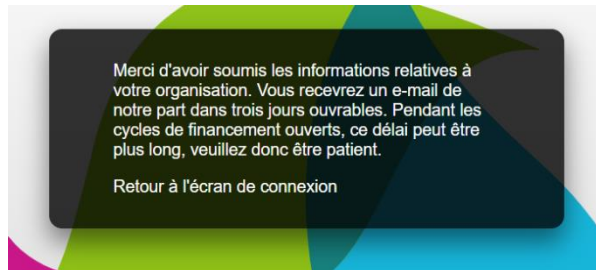 Merci d'avoir soumis les informations relatives à
votre organisation. Vous recevrez un e-mail de
notre part dans trois jours ouvrables. Pendant les
cycles de financement ouverts, ce délai peut être
plus long, veuillez donc être patient.
Retour à l'écran de connexion